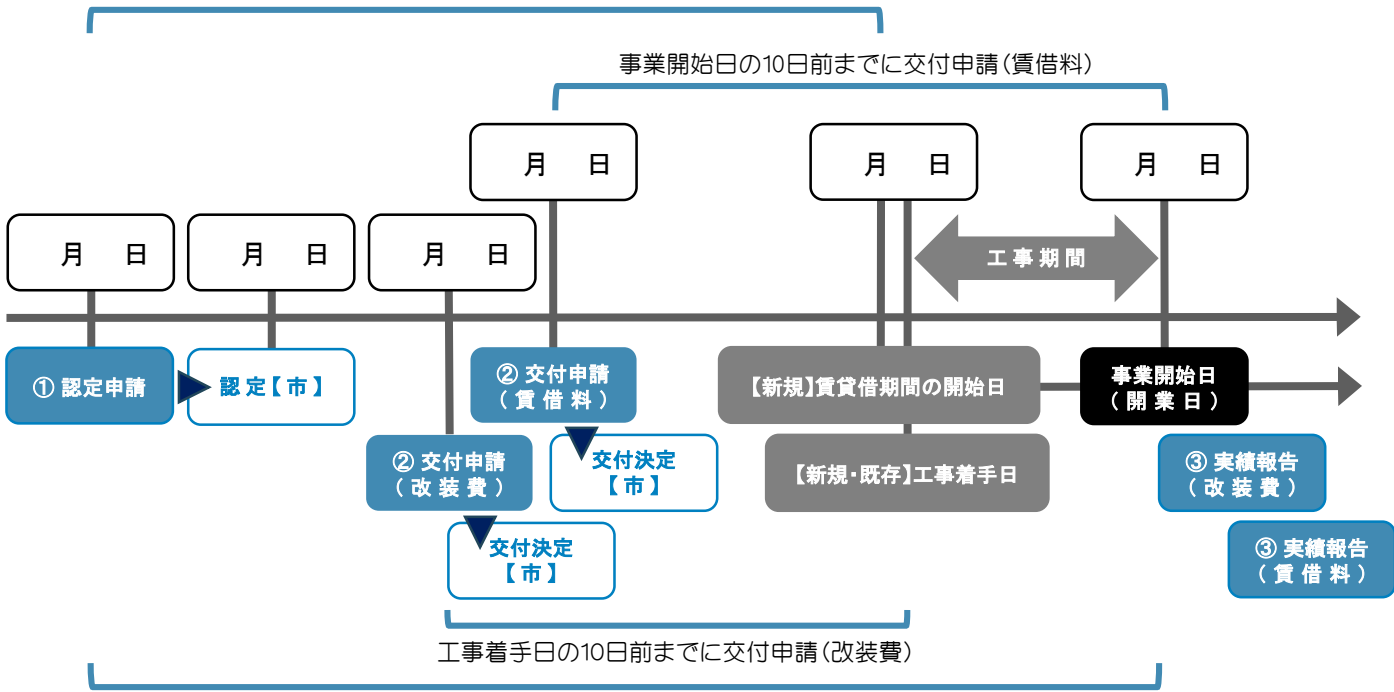 事業開始日の10日前までに交付申請(賃借料)
月 日
月 日
月 日
月 日
月 日
月 日
工事期間
① 認定申請
認定【市】
② 交付申請
(賃借料)
【新規】賃貸借期間の開始日
事業開始日
(開業日)
② 交付申請
(改装費)
交付決定
【市】
【新規・既存】工事着手日
③ 実績報告
(改装費)
交付決定
【市】
③ 実績報告
(賃借料)
工事着手日の10日前までに交付申請(改装費)